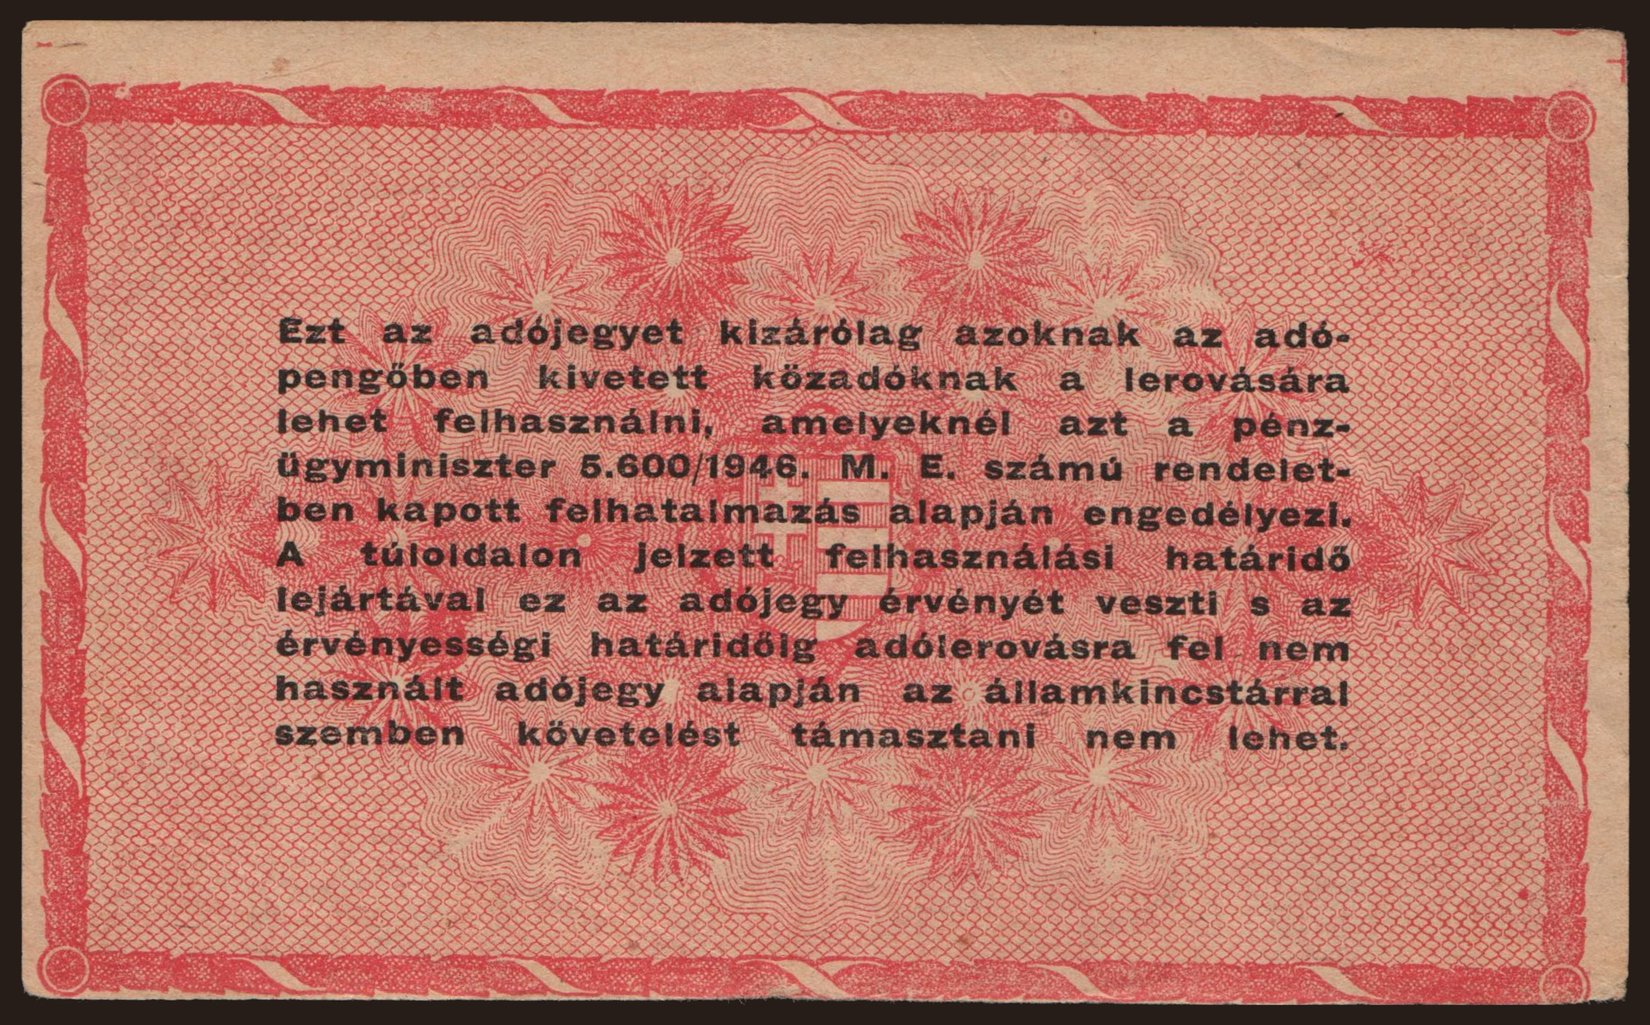 Ezt az adójegyet kizárólag azoknak az adó-
pengőben kivetett közadóknak a lerovására
lehet felhasználni, amelyeknél azt a pénz-
ügyminiszter 5.600/1946. M. E. számú rendelet-
ben kapott felhatalmazás alapján engedélyezi.
A túloldalon jelzett felhasználási határidő
lejártával ez az adójegy érvényét veszti s az
érvényességi határidőig adólerovásra fel nem
használt adójegy alapján az államkincstárral
szemben követelést támasztani nem lehet.